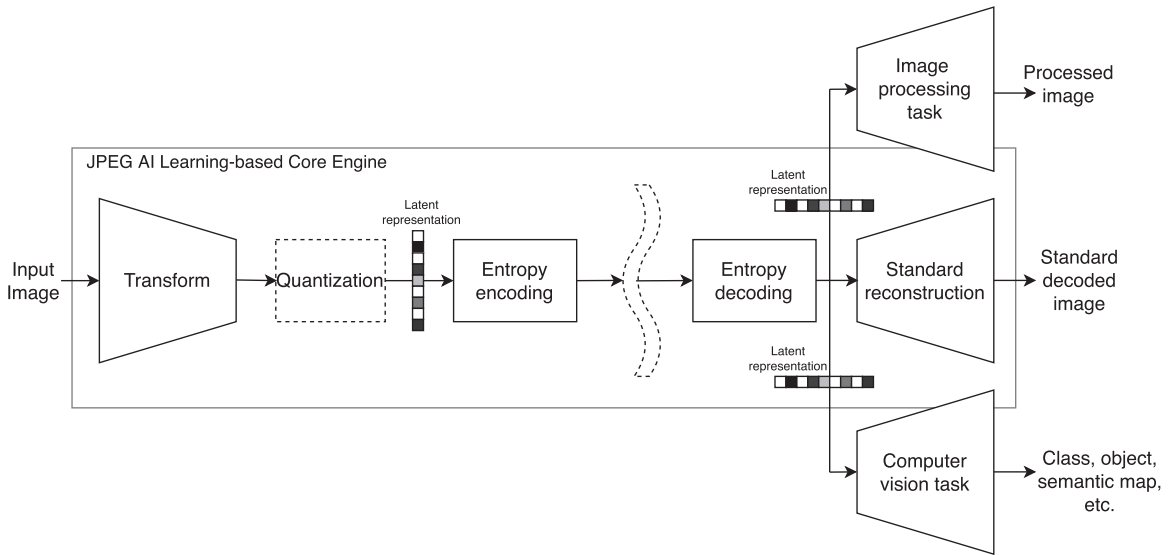 Image
processing
task
Processed
image
JPEG AI Learning-based Core Engine
Input
Image
Transform
Quantization
Latent
representation
Entropy
encoding
Entropy
decoding
Latent
representation
Standard
reconstruction
Standard
decoded
image
Latent
representation
Computer
vision task
Class, object,
semantic map,
etc.